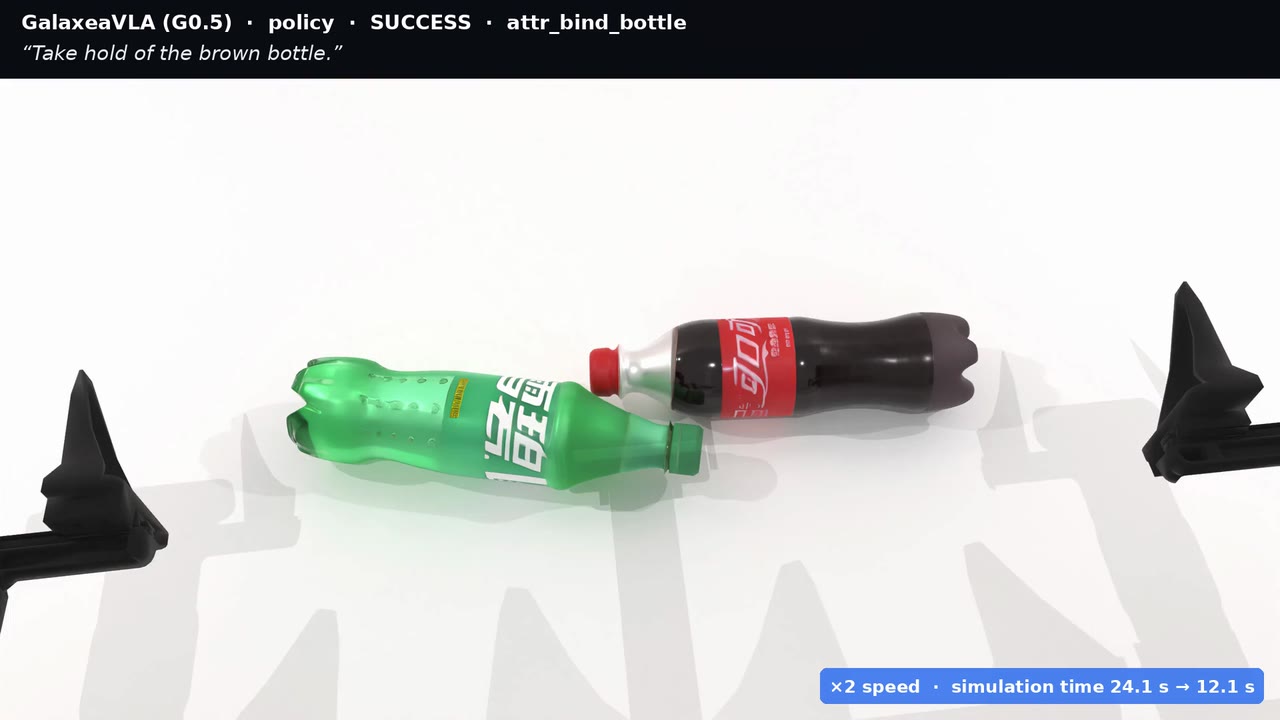 GalaxeaVLA (G0.5)  ·  policy  ·  SUCCESS  ·  attr_bind_bottle
“Take hold of the brown bottle.”
×2 speed  ·  simulation time 24.1 s → 12.1 s